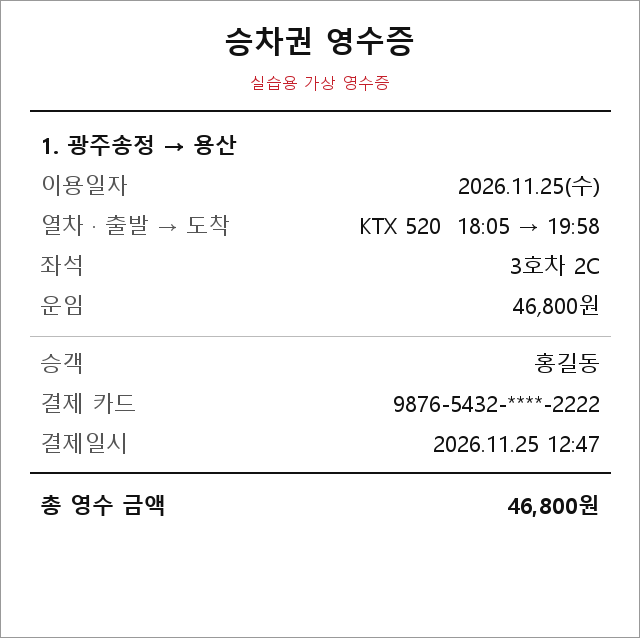 승차권 영수증
실습용 가상 영수증
1. 광주송정 → 용산
이용일자 2026.11.25(수)
열차 · 출발 → 도착 KTX 520 18:05 → 19:58
좌석 3호차 2C
운임 46,800원
승객 홍길동
결제 카드 9876-5432-****-2222
결제일시 2026.11.25 12:47
총 영수 금액 46,800원